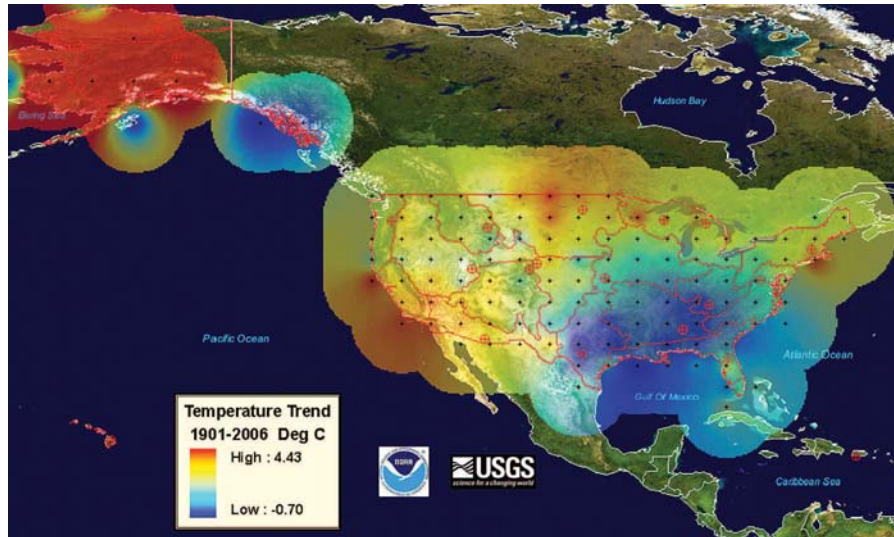 Bering Sea
Hudson Bay
Pacific Ocean
Atlantic Ocean
Gulf Of Mexico
Caribbean Sea
Temperature Trend
1901-2006 Deg C
High : 4.43
Low : -0.70
NOAA
USGS
science for a changing world